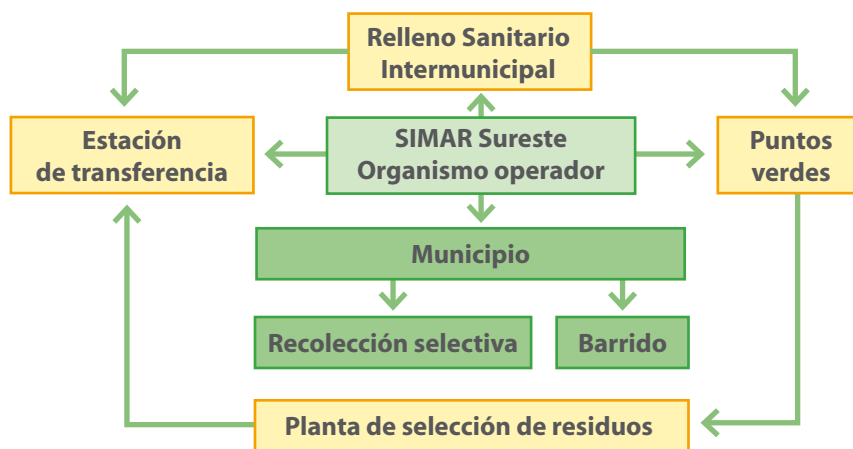 Relleno Sanitario
Intermunicipal
Estación
de transferencia
SIMAR Sureste
Organismo operador
Puntos
verdes
Municipio
Recolección selectiva
Barrido
Planta de selección de residuos